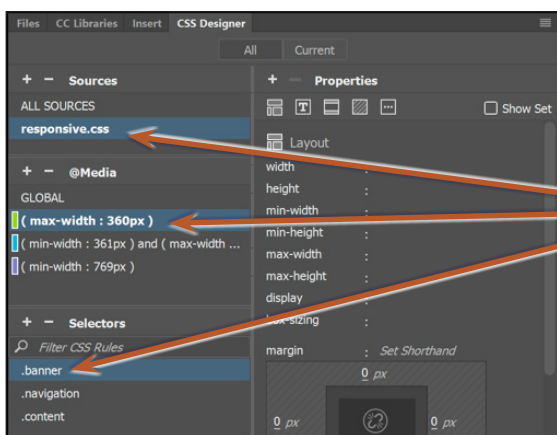 Files CC Libraries Insert CSS Designer
All Current
+ − Sources
ALL SOURCES
responsive.css
+ − @Media
GLOBAL
( max-width : 360px )
( min-width : 361px ) and ( max-width ...
( min-width : 769px )
+ − Selectors
Filter CSS Rules
.banner
.navigation
.content
+ − Properties
T Show Set
Layout
width :
height :
min-width
min-height :
max-width :
max-height :
display
box-sizing :
margin : Set Shorthand
0 px
0 px 0 px